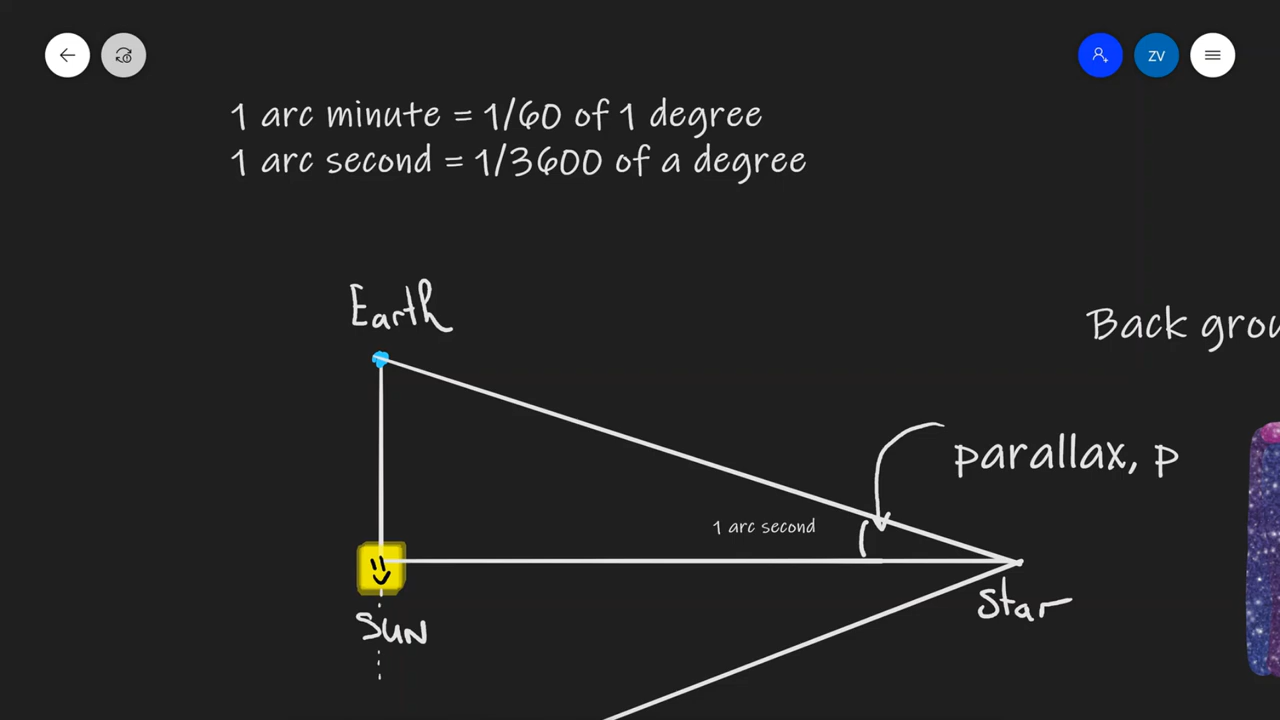 ZV
1 arc minute = 1/60 of 1 degree
1 arc second = 1/3600 of a degree
Earth
Back
parallax, p
1 arc second
Star
SUN